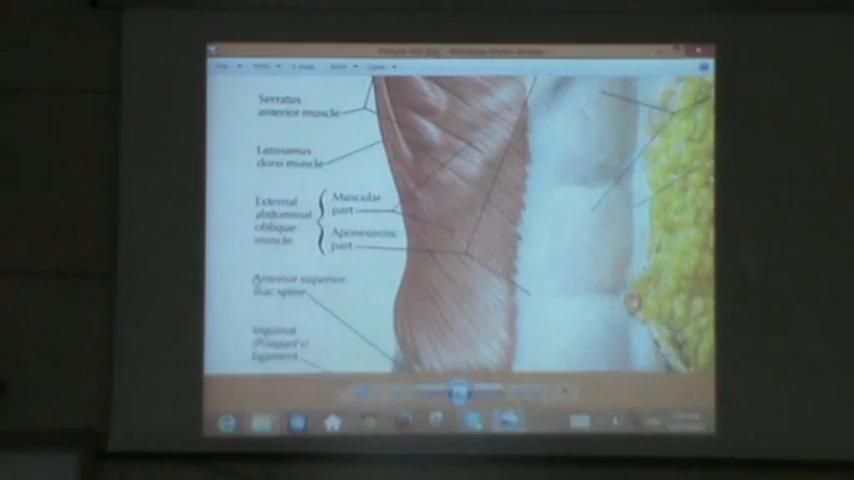 Serratus
anterior muscle
Latissimus
dorsi muscle
External
abdominal
oblique
muscle
Muscular
part
Aponeurotic
part
Anterior superior
iliac spine
Inguinal
(Poupart's)
ligament